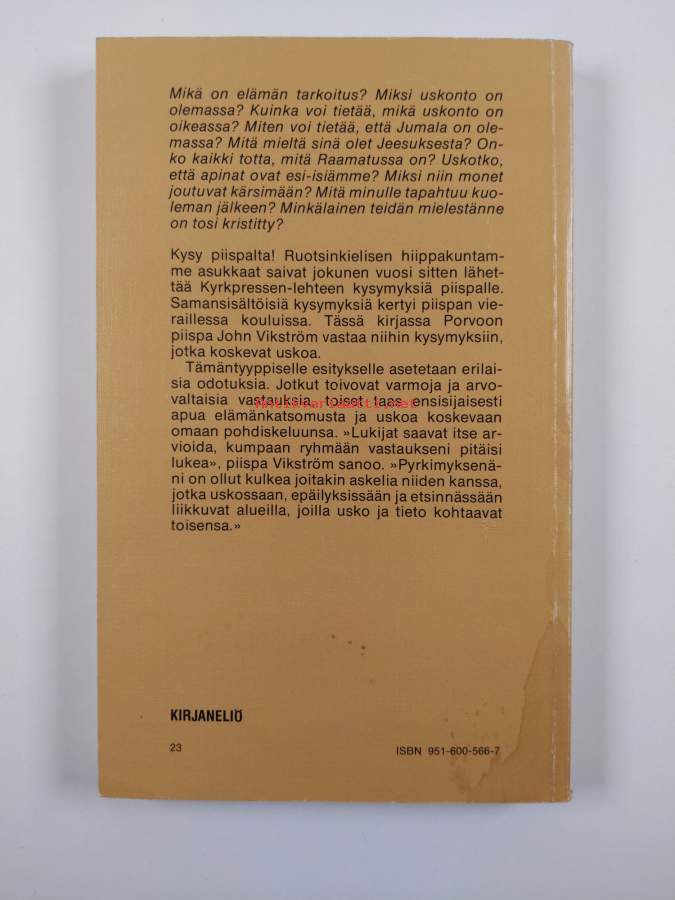 Mikä on elämän tarkoitus? Miksi uskonto on
olemassa? Kuinka voi tietää, mikä uskonto on
oikeassa? Miten voi tietää, että Jumala on ole-
massa? Mitä mieltä sinä olet Jeesuksesta? On-
ko kaikki totta, mitä Raamatussa on? Uskotko,
että apinat ovat esi-isiämme? Miksi niin monet
joutuvat kärsimään? Mitä minulle tapahtuu kuo-
leman jälkeen? Minkälainen teidän mielestänne
on tosi kristitty?
Kysy piispalta! Ruotsinkielisen hiippakuntam-
me asukkaat saivat jokunen vuosi sitten lähet-
tää Kyrkpressen-lehteen kysymyksiä piispalle.
Samansisältöisiä kysymyksiä kertyi piispan vie-
raillessa kouluissa. Tässä kirjassa Porvoon
piispa John Vikström vastaa niihin kysymyksiin,
jotka koskevat uskoa.
Tämäntyyppiselle esitykselle asetetaan erilai-
sia odotuksia. Jotkut toivovat varmoja ja arvo-
valtaisia vastauksia, toiset taas ensisijaisesti
Antikvariaatti.net
apua elämänkatsomusta ja uskoa koskevaan
omaan pohdiskeluunsa. »Lukijat saavat itse ar-
vioida, kumpaan ryhmään vastaukseni pitäisi
lukea», piispa Vikström sanoo. »Pyrkimyksenä-
ni on ollut kulkea joitakin askelia niiden kanssa,
jotka uskossaan, epäilyksissään ja etsinnässään
liikkuvat alueilla, joilla usko ja tieto kohtaavat
toisensa.»
KIRJANELIÖ
23 ISBN 951-600-566-7